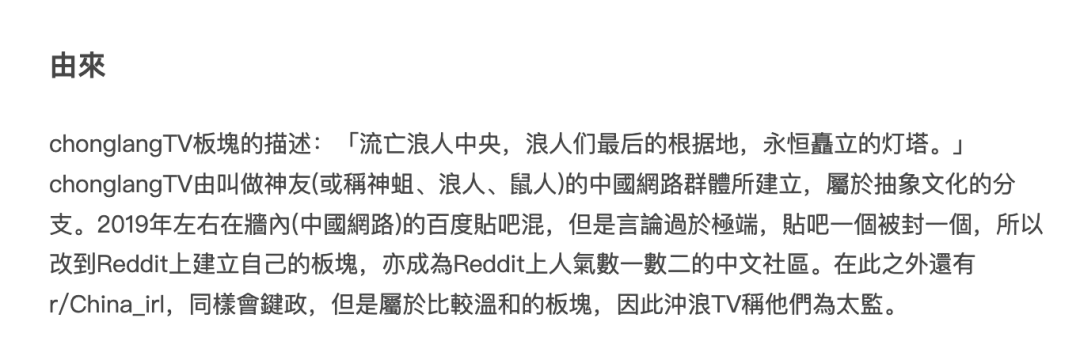 由來
chonglangTV板塊的描述：「流亡浪人中央，浪人们最后的根据地，永恒矗立的灯塔。」
chonglangTV由叫做神友(或稱神蛆、浪人、鼠人)的中國網路群體所建立，屬於抽象文化的分
支。2019年左右在牆內(中國網路)的百度貼吧混，但是言論過於極端，貼吧一個被封一個，所以
改到Reddit上建立自己的板塊，亦成為Reddit上人氣數一數二的中文社區。在此之外還有
r/China_irl，同樣會鍵政，但是屬於比較溫和的板塊，因此沖浪TV稱他們為太監。